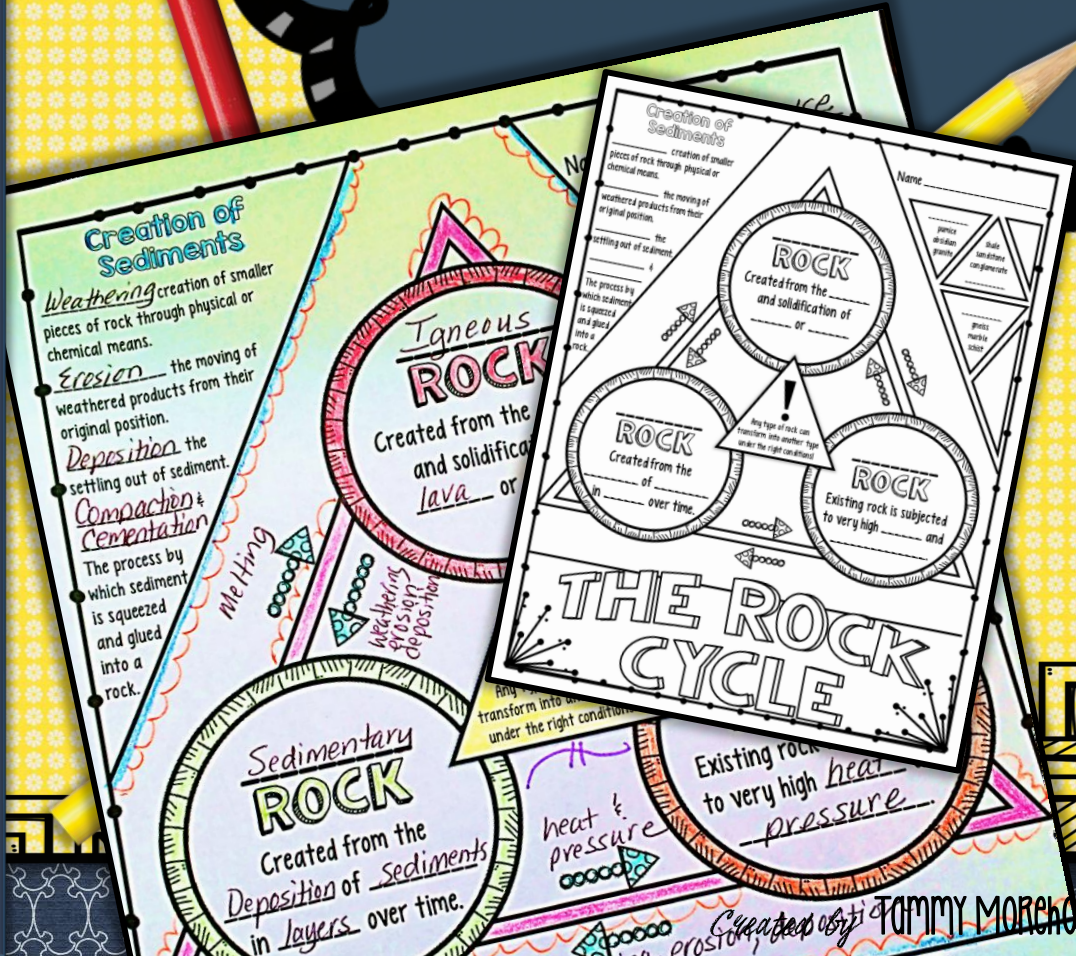 Creation of
Sediments
Weathering creation of smaller
pieces of rock through physical or
chemical means.
Erosion the moving of
weathered products from their
original position.
Deposition the
settling out of sediment.
Compaction &
Cementation
The process by
which sediment
is squeezed
and glued
into a
rock.
Igneous
ROCK
Created from the
and solidifica
lava or
melting
weathering
erosion
deposition
Sedimentary
ROCK
Created from the
Deposition of sediments
in layers over time.
Any
transform into
under the right condition
heat &
pressure
Existing rock
to very high heat
pressure.
erosion,
Creation of
Sediments
creation of smaller
pieces of rock through physical or
chemical means.
the moving of
weathered products from their
original position.
the
settling out of sediment.
&
The process by
which sediment
is squeezed
and glued
into a
rock.
Name
pumice
obsidian
granite
shale
sandstone
conglomerate
gneiss
marble
schist
ROCK
Created from the
and solidification of
or
ROCK
Created from the
of
in over time.
!
Any type of rock can
transform into another type
under the right conditions!
ROCK
Existing rock is subjected
to very high and
THE ROCK
CYCLE
Created by TAMMY MOREHO